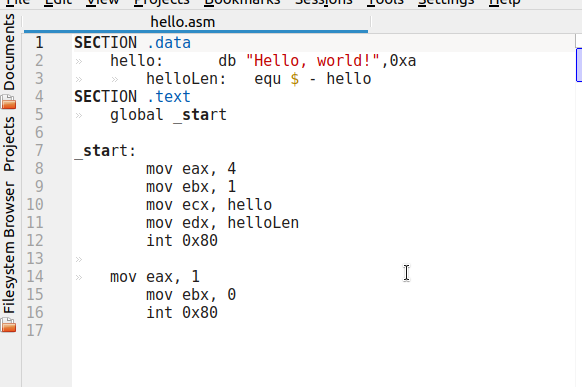 File Edit View Projects Bookmarks Sessions Tools Settings Help
hello.asm
Documents
Projects
Filesystem Browser
1 SECTION .data
2 » hello: db "Hello, world!",0xa
3 » » helloLen: equ $ - hello
4 SECTION .text
5 » global _start
6
7 _start:
8 mov eax, 4
9 mov ebx, 1
10 mov ecx, hello
11 mov edx, helloLen
12 int 0x80
13 »
14 » mov eax, 1
15 mov ebx, 0
16 int 0x80
17